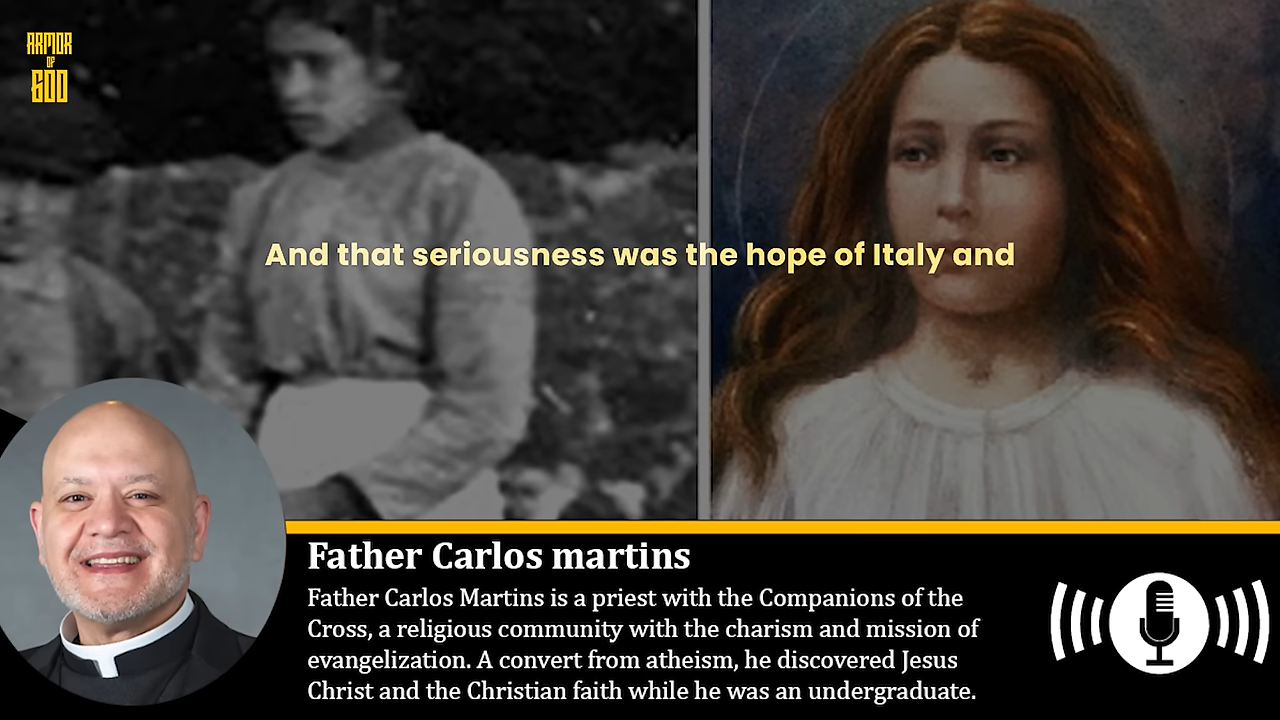 ARMOR
OF
GOD
And that seriousness was the hope of Italy and
Father Carlos martins
Father Carlos Martins is a priest with the Companions of the
Cross, a religious community with the charism and mission of
evangelization. A convert from atheism, he discovered Jesus
Christ and the Christian faith while he was an undergraduate.